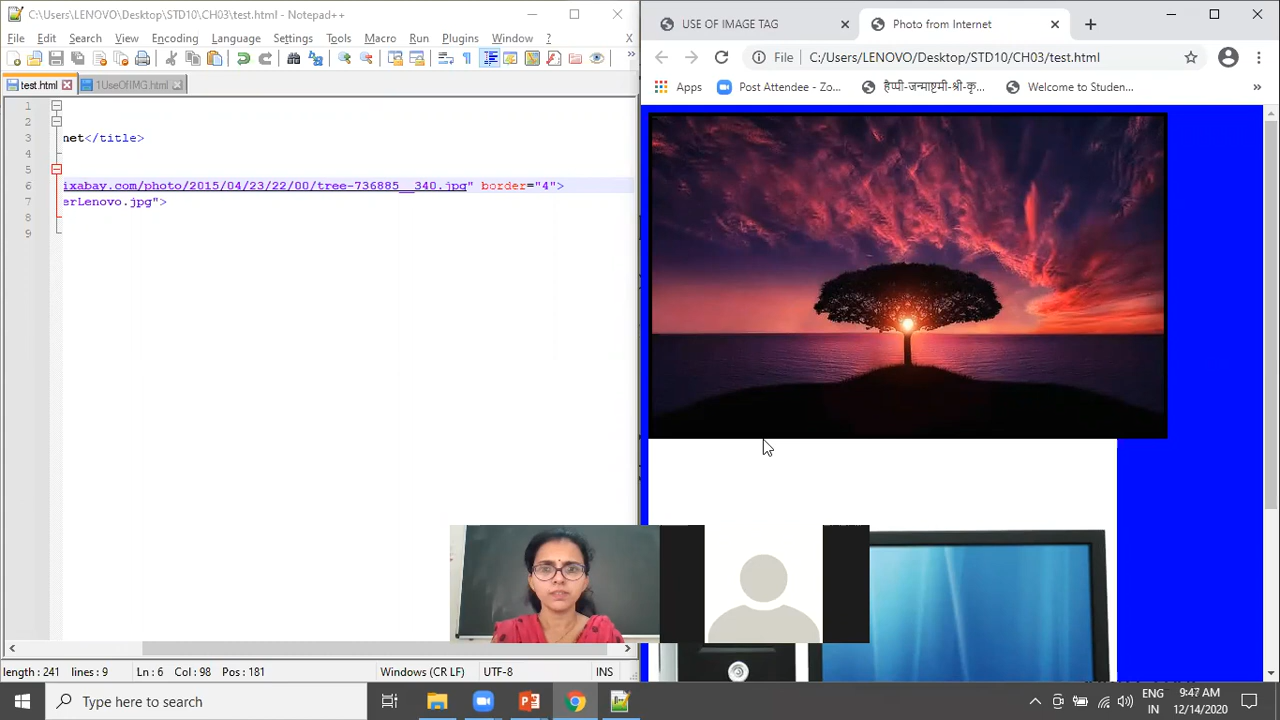 C:\Users\LENOVO\Desktop\STD10\CH03\test.html - Notepad++
File Edit Search View Encoding Language Settings Tools Macro Run Plugins Window ?
test.html 1UseOfIMG.html
1
2
3 net</title>
4
5
6 ixabay.com/photo/2015/04/23/22/00/tree-736885__340.jpg" border="4">
7 erLenovo.jpg">
8
9
length: 241 lines: 9 Ln: 6 Col: 98 Pos: 181 Windows (CR LF) UTF-8 INS
USE OF IMAGE TAG Photo from Internet
File C:/Users/LENOVO/Desktop/STD10/CH03/test.html
Apps Post Attendee - Zo... हैप्पी-जन्माष्टमी-श्री-कृ... Welcome to Studen... »
Type here to search
ENG
IN
9:47 AM
12/14/2020